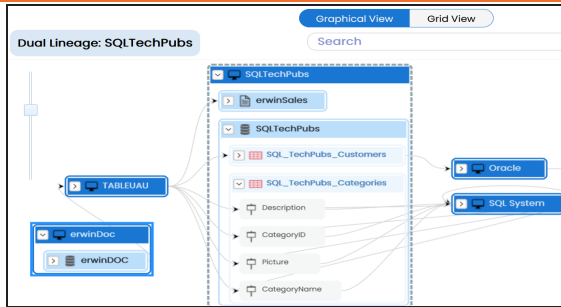 Graphical View
Grid View
Dual Lineage: SQLTechPubs
Search
SQLTechPubs
erwinSales
SQLTechPubs
SQL_TechPubs_Customers
Oracle
TABLEUAU
SQL_TechPubs_Categories
SQL System
Description
erwinDoc
CategoryID
erwinDOC
Picture
CategoryName